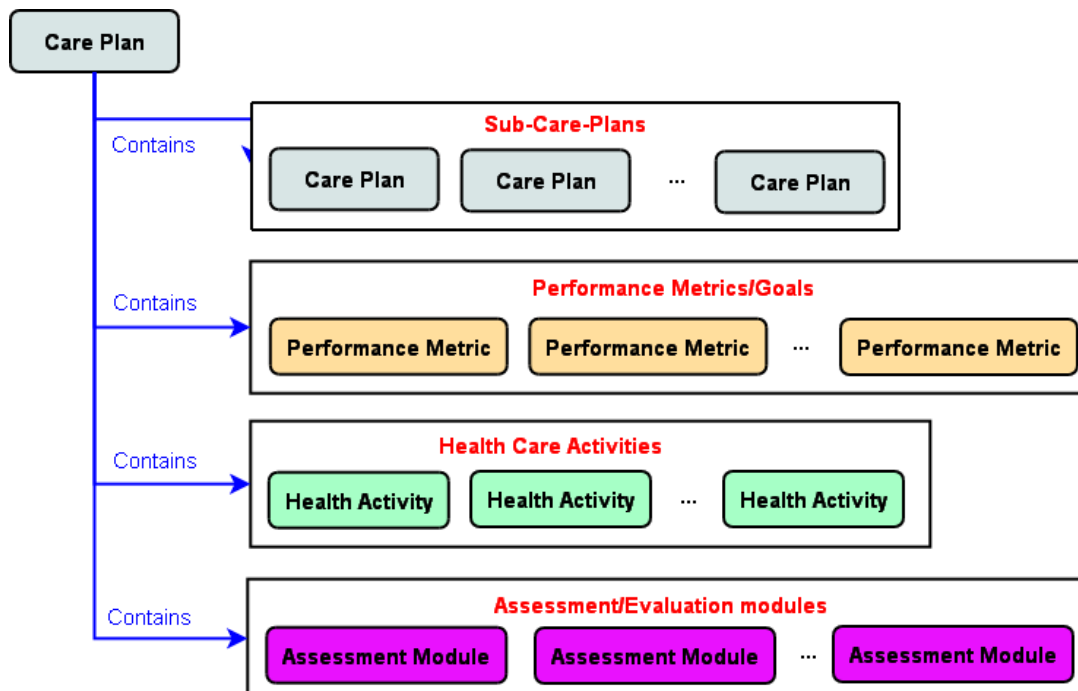 Care Plan
Sub-Care-Plans
Contains
Care Plan Care Plan ... Care Plan
Performance Metrics/Goals
Contains
Performance Metric Performance Metric ... Performance Metric
Health Care Activities
Contains
Health Activity Health Activity ... Health Activity
Assessment/Evaluation modules
Contains
Assessment Module Assessment Module ... Assessment Module